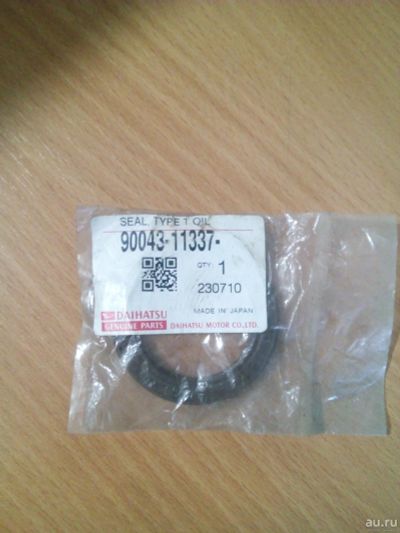 SEAL, TYPE T OIL
90043-11337-
QTY. 1
230710
MADE IN JAPAN
DAIHATSU
GENUINE PARTS DAIHATSU MOTOR CO.,LTD.
au.ru